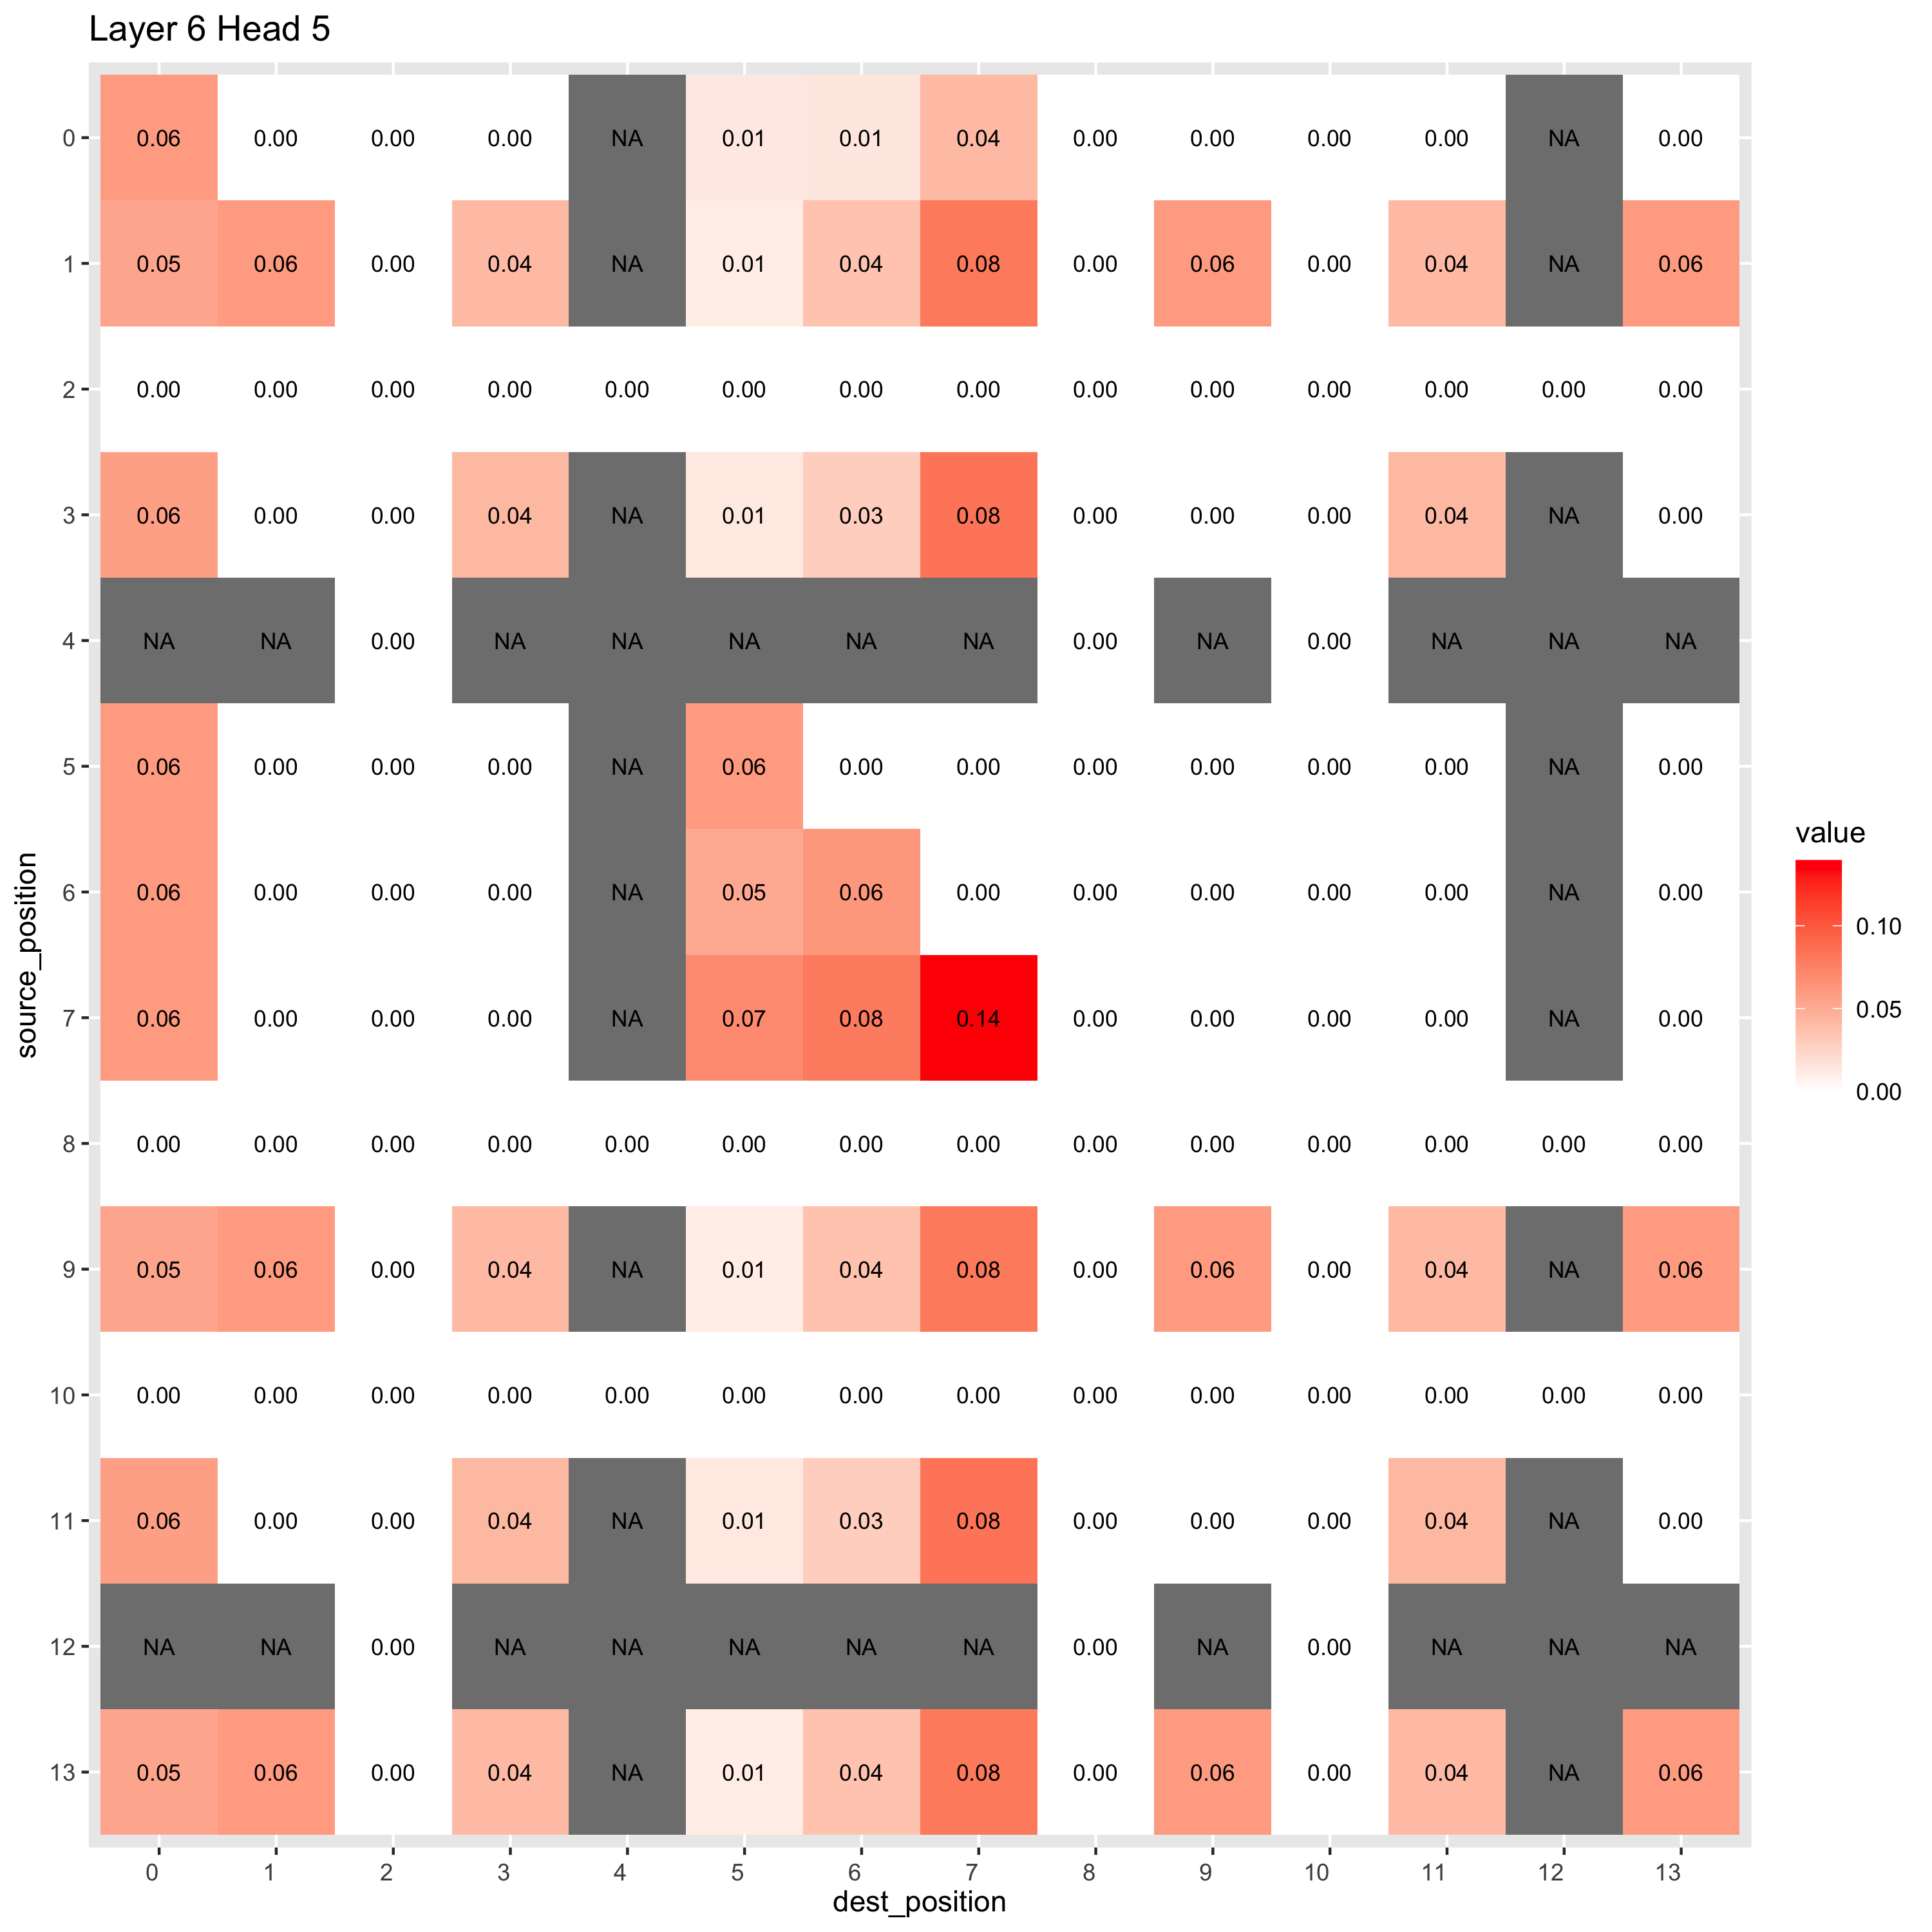 Layer 6 Head 5
0 0.06 0.00 0.00 0.00 NA 0.01 0.01 0.04 0.00 0.00 0.00 0.00 NA 0.00
1 0.05 0.06 0.00 0.04 NA 0.01 0.04 0.08 0.00 0.06 0.00 0.04 NA 0.06
2 0.00 0.00 0.00 0.00 0.00 0.00 0.00 0.00 0.00 0.00 0.00 0.00 0.00 0.00
3 0.06 0.00 0.00 0.04 NA 0.01 0.03 0.08 0.00 0.00 0.00 0.04 NA 0.00
4 NA NA 0.00 NA NA NA NA NA 0.00 NA 0.00 NA NA NA
5 0.06 0.00 0.00 0.00 NA 0.06 0.00 0.00 0.00 0.00 0.00 0.00 NA 0.00
6 0.06 0.00 0.00 0.00 NA 0.05 0.06 0.00 0.00 0.00 0.00 0.00 NA 0.00
7 0.06 0.00 0.00 0.00 NA 0.07 0.08 0.14 0.00 0.00 0.00 0.00 NA 0.00
8 0.00 0.00 0.00 0.00 0.00 0.00 0.00 0.00 0.00 0.00 0.00 0.00 0.00 0.00
9 0.05 0.06 0.00 0.04 NA 0.01 0.04 0.08 0.00 0.06 0.00 0.04 NA 0.06
10 0.00 0.00 0.00 0.00 0.00 0.00 0.00 0.00 0.00 0.00 0.00 0.00 0.00 0.00
11 0.06 0.00 0.00 0.04 NA 0.01 0.03 0.08 0.00 0.00 0.00 0.04 NA 0.00
12 NA NA 0.00 NA NA NA NA NA 0.00 NA 0.00 NA NA NA
13 0.05 0.06 0.00 0.04 NA 0.01 0.04 0.08 0.00 0.06 0.00 0.04 NA 0.06
0 1 2 3 4 5 6 7 8 9 10 11 12 13
dest_position
source_position
value
0.10
0.05
0.00